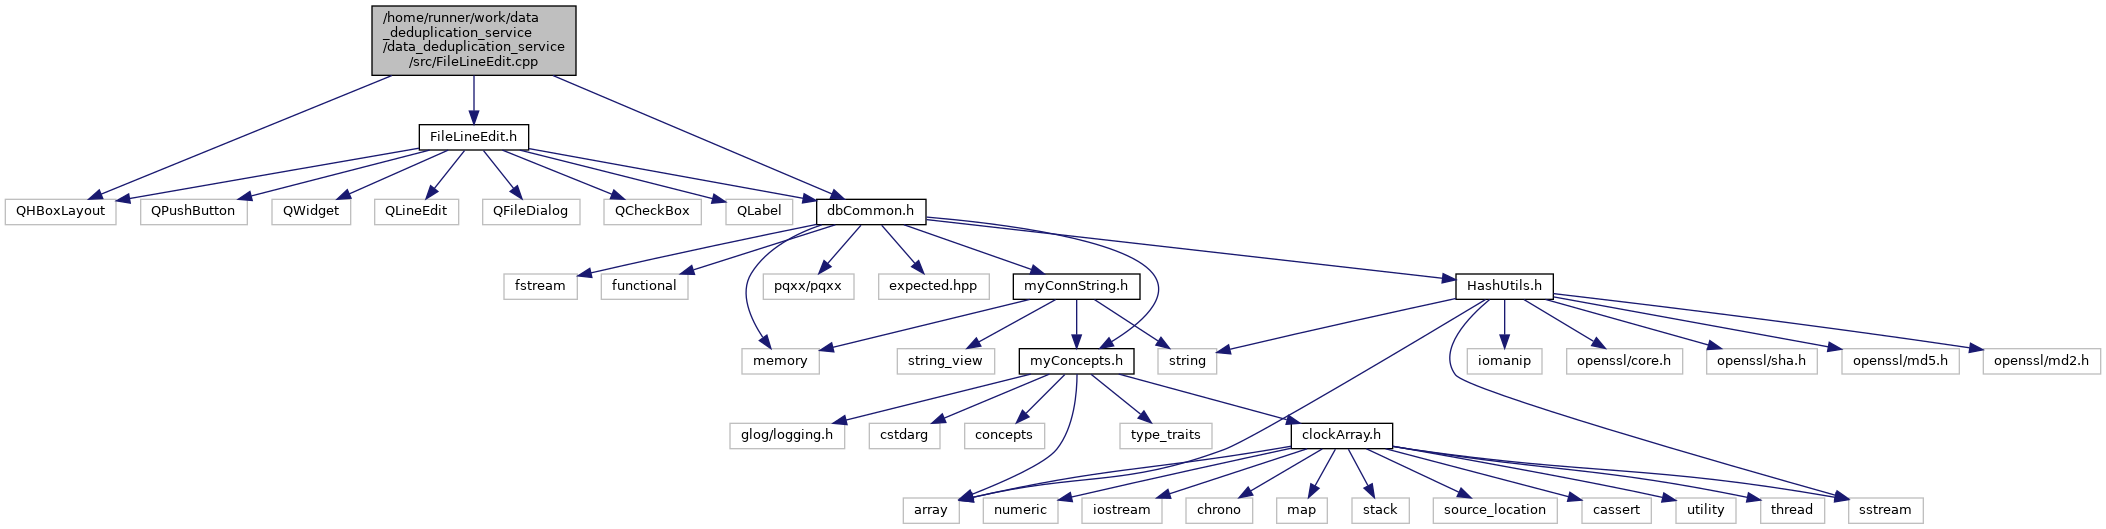 /home/runner/work/data
_deduplication_service
/data_deduplication_service
/src/FileLineEdit.cpp
FileLineEdit.h
QHBoxLayout
QPushButton
QWidget
QLineEdit
QFileDialog
QCheckBox
QLabel
dbCommon.h
fstream
functional
pqxx/pqxx
expected.hpp
myConnString.h
HashUtils.h
memory
string_view
myConcepts.h
string
iomanip
openssl/core.h
openssl/sha.h
openssl/md5.h
openssl/md2.h
glog/logging.h
cstdarg
concepts
type_traits
clockArray.h
array
numeric
iostream
chrono
map
stack
source_location
cassert
utility
thread
sstream